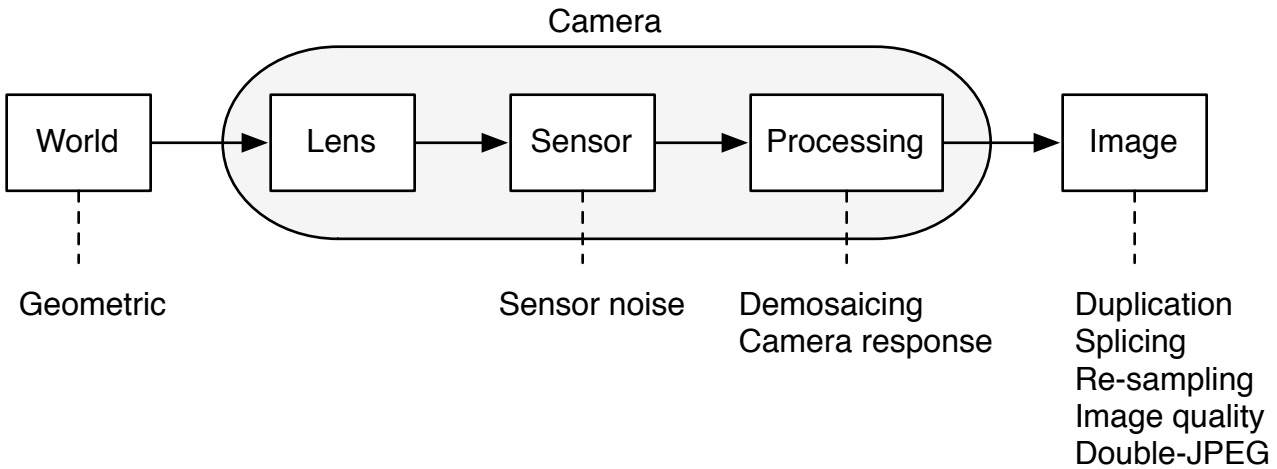 Camera
World
Lens
Sensor
Processing
Image
Geometric
Sensor noise
Demosaicing
Camera response
Duplication
Splicing
Re-sampling
Image quality
Double-JPEG